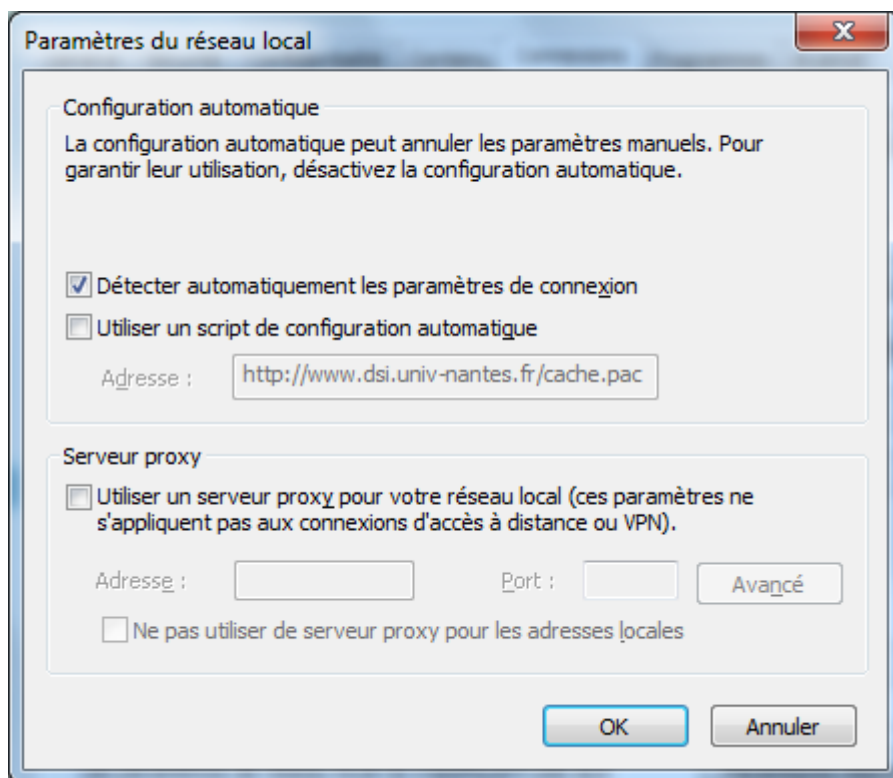 Paramètres du réseau local
Configuration automatique
La configuration automatique peut annuler les paramètres manuels. Pour
garantir leur utilisation, désactivez la configuration automatique.
Détecter automatiquement les paramètres de connexion
Utiliser un script de configuration automatique
Adresse :
http://www.dsi.univ-nantes.fr/cache.pac
Serveur proxy
Utiliser un serveur proxy pour votre réseau local (ces paramètres ne
s'appliquent pas aux connexions d'accès à distance ou VPN).
Adresse :
Port :
Avancé
Ne pas utiliser de serveur proxy pour les adresses locales
OK
Annuler